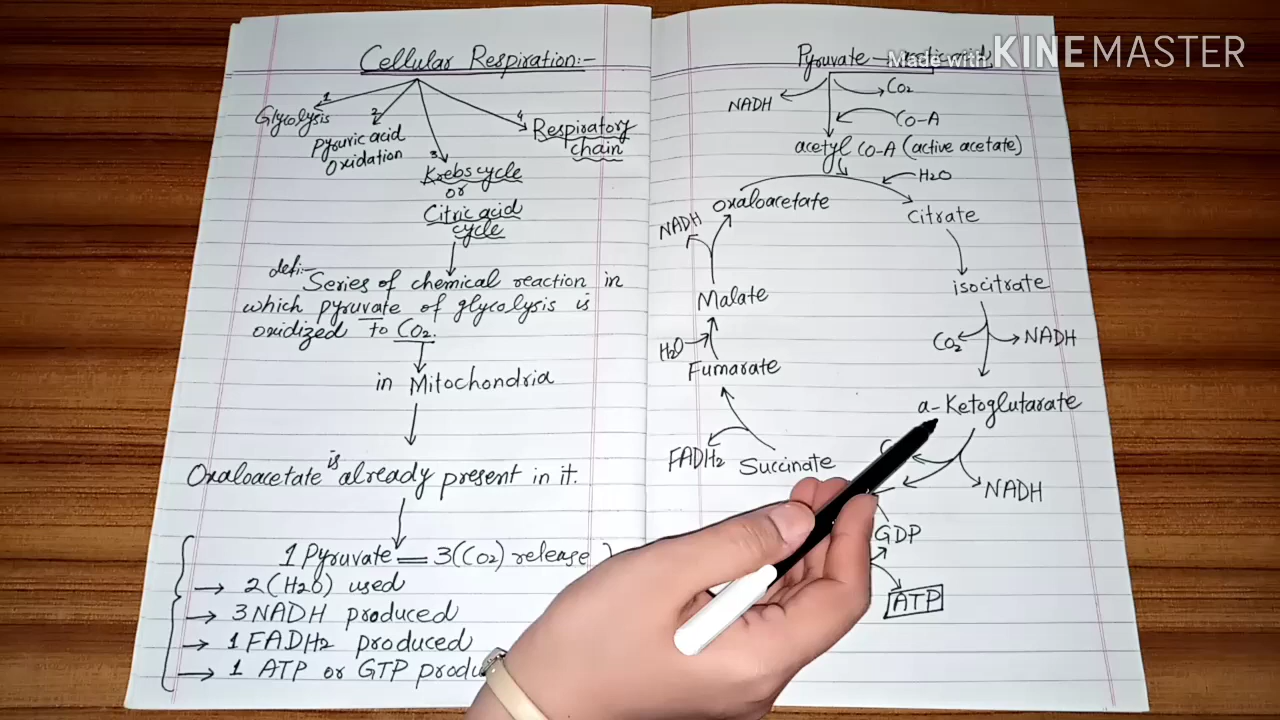 Cellular Respiration:-
1
Glycolysis
2
Pyruvic acid
Oxidation
3
Krebs cycle
or
Citric acid
cycle
4
Respiratory
chain
defi:-
Series of chemical reaction in
which pyruvate of glycolysis is
oxidized to CO2.
in Mitochondria
Oxaloacetate is already present in it.
1 Pyruvate = 3(CO2) release
→ 2(H2O) used
→ 3NADH produced
→ 1 FADH2 produced
→ 1 ATP or GTP
Pyruvate
Made with KINEMASTER
NADH
CO2
CO-A
acetyl CO-A (active acetate)
H2O
Oxaloacetate
Citrate
NADH
isocitrate
Malate
CO2
NADH
H2O
Fumarate
a-Ketoglutarate
FADH2
Succinate
NADH
GDP
ATP